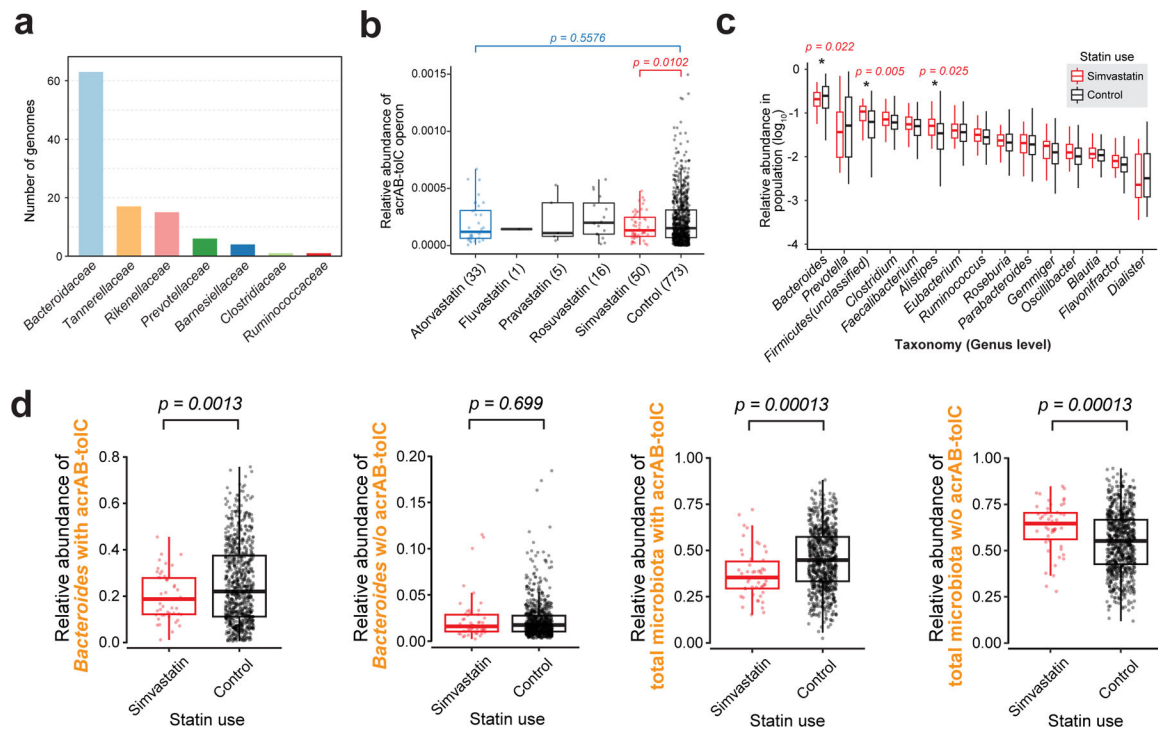 a
Number of genomes
60
40
20
0
Bacteroidaceae
Tannerellaceae
Rikenellaceae
Prevotellaceae
Barnesiellaceae
Clostridiaceae
Ruminococcaceae
b
p = 0.5576
p = 0.0102
Relative abundance of
acrAB-tolC operon
0.0015
0.0010
0.0005
0.0000
Atorvastatin (33)
Fluvastatin (1)
Pravastatin (5)
Rosuvastatin (16)
Simvastatin (50)
Control (773)
c
Statin use
Simvastatin
Control
p = 0.022
p = 0.005
p = 0.025
*
*
*
Relative abundance in
population (log10)
0
-1
-2
-3
-4
Bacteroides
Prevotella
Firmicutes(unclassified)
Clostridium
Faecalibacterium
Alistipes
Eubacterium
Ruminococcus
Roseburia
Parabacteroides
Gemmiger
Oscillibacter
Blautia
Flavonifractor
Dialister
Taxonomy (Genus level)
d
p = 0.0013
Relative abundance of
Bacteroides with acrAB-tolC
0.8
0.6
0.4
0.2
0.0
Simvastatin
Control
Statin use
p = 0.699
Relative abundance of
Bacteroides w/o acrAB-tolC
0.20
0.15
0.10
0.05
0.00
Simvastatin
Control
Statin use
p = 0.00013
Relative abundance of
total microbiota with acrAB-tolC
1.00
0.75
0.50
0.25
0.00
Simvastatin
Control
Statin use
p = 0.00013
Relative abundance of
total microbiota w/o acrAB-tolC
1.00
0.75
0.50
0.25
0.00
Simvastatin
Control
Statin use